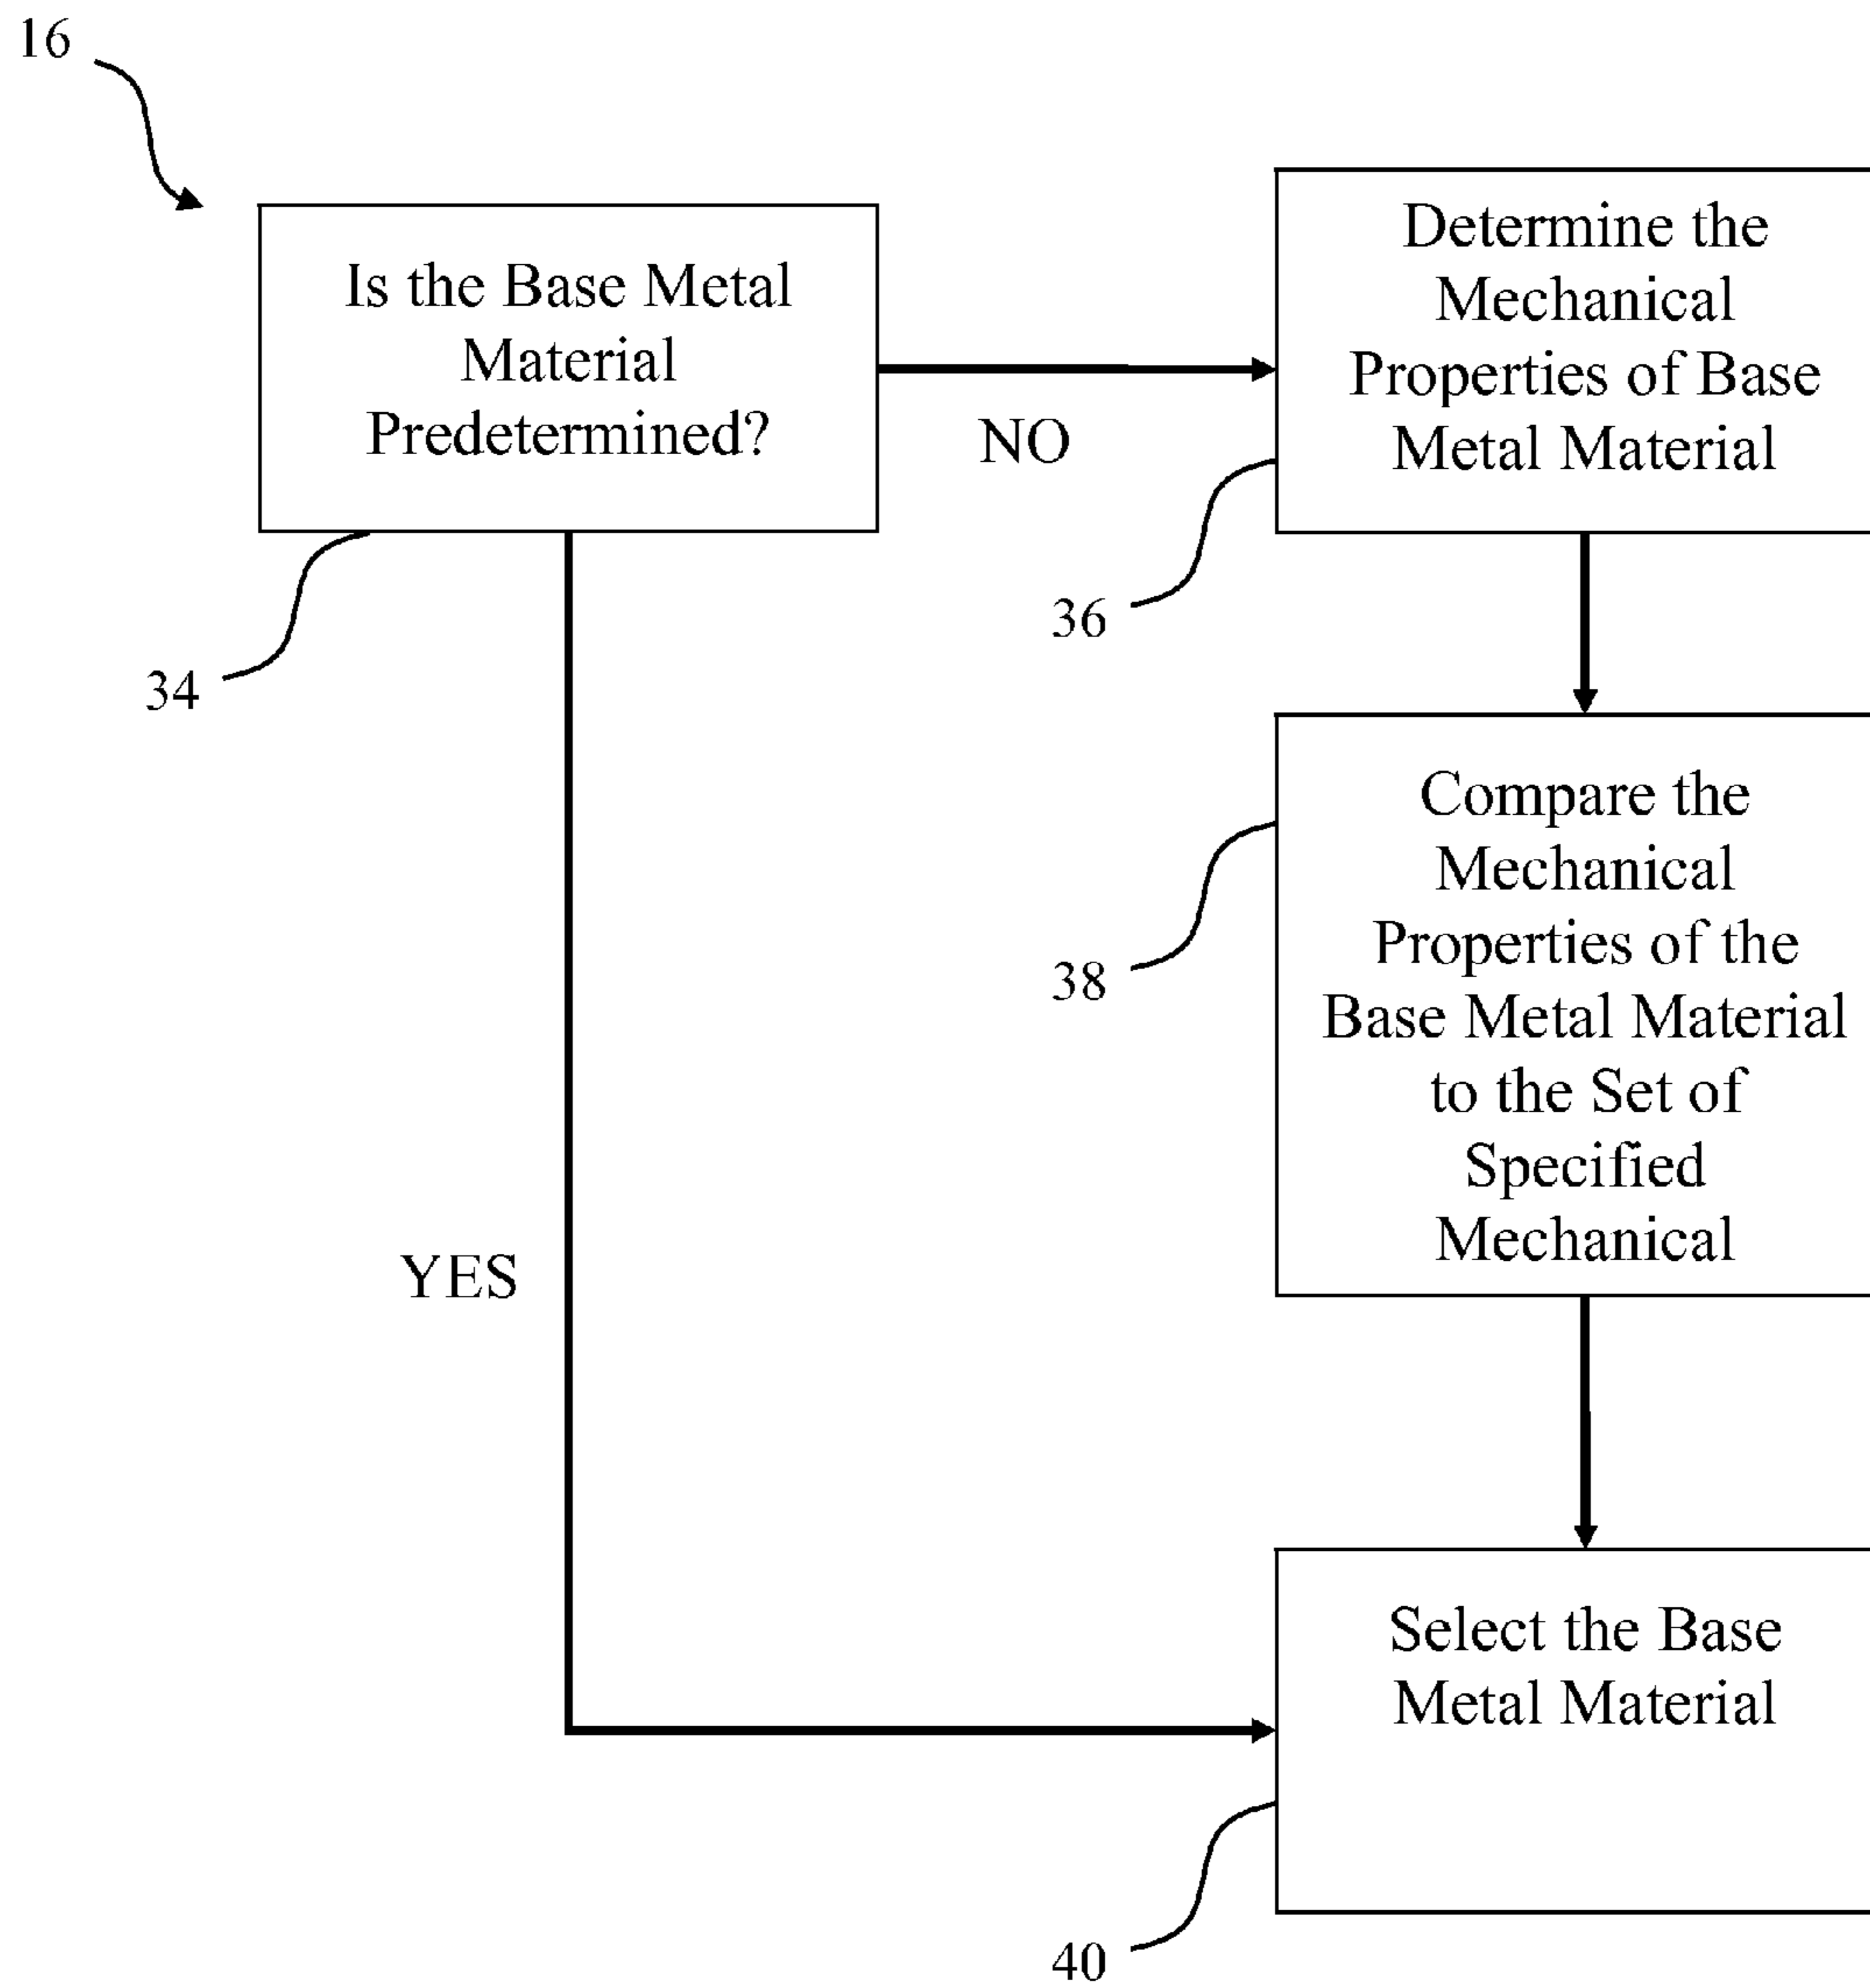 16
Is the Base Metal
Material
Predetermined?
34
NO
Determine the
Mechanical
Properties of Base
Metal Material
36
Compare the
Mechanical
Properties of the
Base Metal Material
to the Set of
Specified
Mechanical
38
YES
Select the Base
Metal Material
40